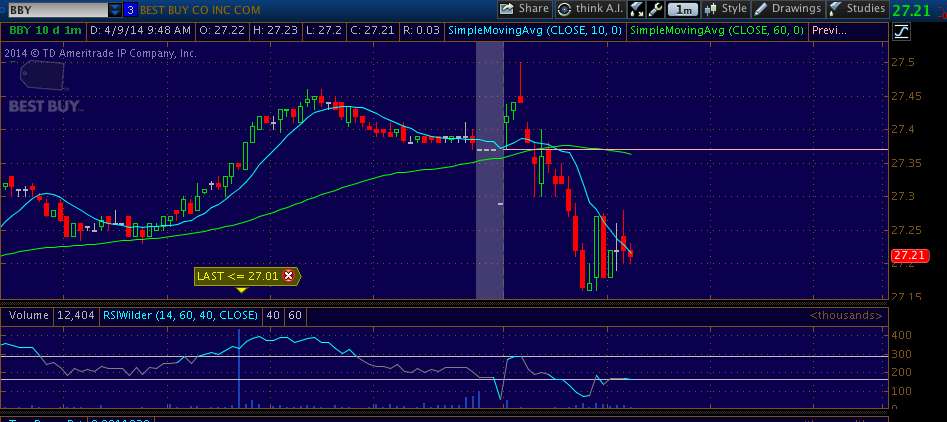 BBY 3 BEST BUY CO INC COM Share think A.I. 1m Style Drawings Studies 27.21
BBY 10 d 1m D: 4/9/14 9:48 AM O: 27.22 H: 27.23 L: 27.2 C: 27.21 R: 0.03 SimpleMovingAvg (CLOSE, 10, 0) SimpleMovingAvg (CLOSE, 60, 0) Previ...
2014 © TD Ameritrade IP Company, Inc.
BEST BUY
27.5
27.45
27.4
27.35
27.3
27.25
27.21
27.2
27.15
LAST <= 27.01
Volume 12,404 RSIWilder (14, 60, 40, CLOSE) 40 60 <thousands>
400
300
200
100
0